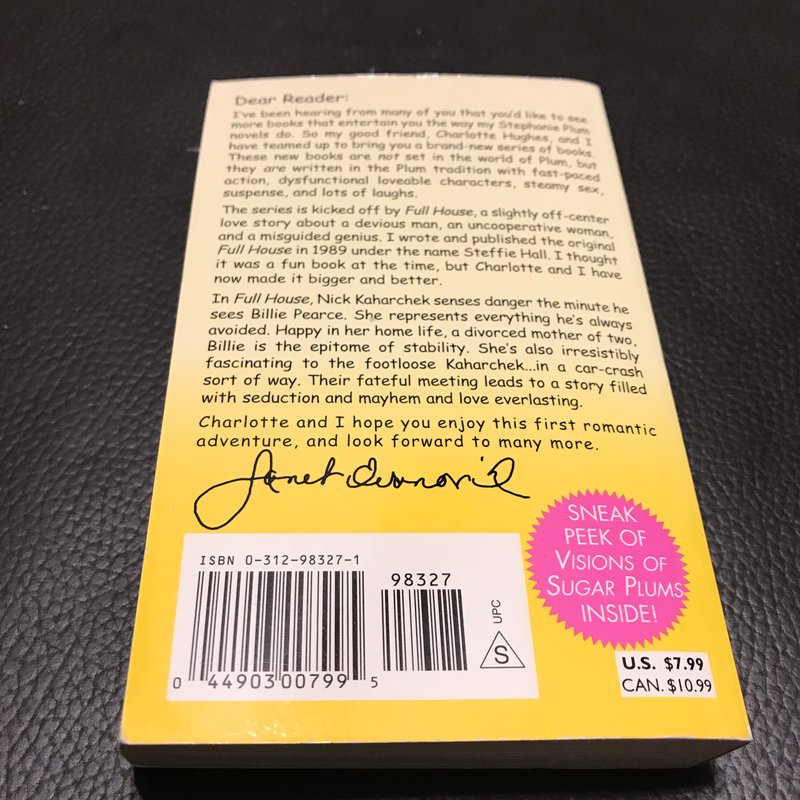 Dear Reader:
I've been hearing from many of you that you'd like to see
more books that entertain you the way my Stephanie Plum
novels do. So my good friend, Charlotte Hughes, and I
have teamed up to bring you a brand-new series of books.
These new books are not set in the world of Plum, but
they are written in the Plum tradition with fast-paced
action, dysfunctional loveable characters, steamy sex,
suspense, and lots of laughs.
The series is kicked off by Full House, a slightly off-center
love story about a devious man, an uncooperative woman,
and a misguided genius. I wrote and published the original
Full House in 1989 under the name Steffie Hall. I thought
it was a fun book at the time, but Charlotte and I have
now made it bigger and better.
In Full House, Nick Kaharchek senses danger the minute he
sees Billie Pearce. She represents everything he's always
avoided. Happy in her home life, a divorced mother of two,
Billie is the epitome of stability. She's also irresistibly
fascinating to the footloose Kaharchek...in a car-crash
sort of way. Their fateful meeting leads to a story filled
with seduction and mayhem and love everlasting.
Charlotte and I hope you enjoy this first romantic
adventure, and look forward to many more.
Janet Evanovich
SNEAK
PEEK OF
VISIONS OF
SUGAR PLUMS
INSIDE!
ISBN 0-312-98327-1
98327
UPC
S
0 44903 00799 5
U.S. $7.99
CAN. $10.99